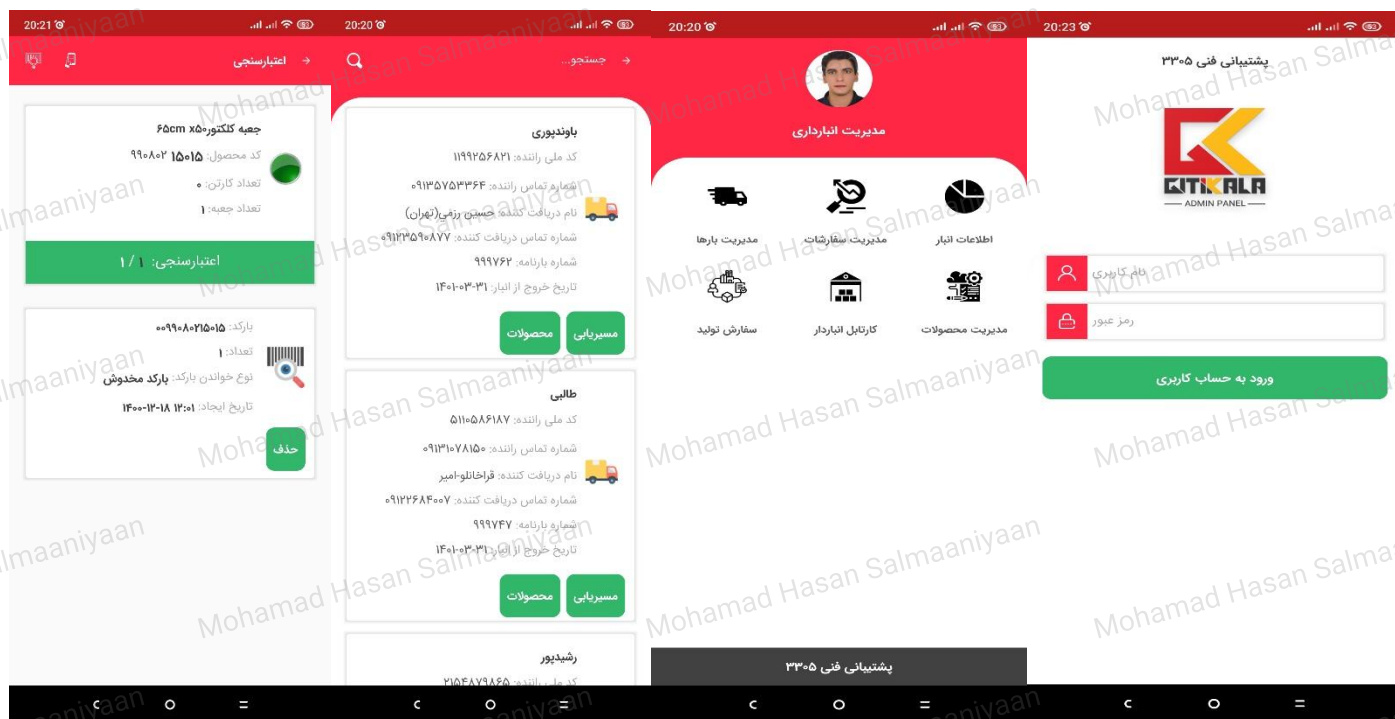 20:21
اعتبارسنجی
جعبه کلکتور۵۰x ۶۵cm
کد محصول: ۹۹۰۸۰۲ ۱۵۰۱۵
تعداد کارتن: ۰
تعداد جعبه: ۱
اعتبارسنجی: ۱ / ۱
بارکد: ۰۰۹۹۰۸۰۲۱۵۰۱۵
تعداد: ۱
نوع خواندن بارکد: بارکد مخدوش
تاریخ ایجاد: ۱۴۰۰-۱۲-۱۸ ۱۲:۰۱
حذف
20:20
جستجو...
باوندپوری
کد ملی راننده: ۱۱۹۹۲۵۶۸۲۱
شماره تماس راننده: ۰۹۱۳۵۷۵۳۳۶۴
نام دریافت کننده: حسین رزمی(تهران)
شماره تماس دریافت کننده: ۰۹۱۲۳۵۹۰۸۷۷
شماره بارنامه: ۹۹۹۷۶۲
تاریخ خروج از انبار: ۱۴۰۱-۰۳-۳۱
مسیریابی محصولات
طالبی
کد ملی راننده: ۵۱۱۰۵۸۶۱۸۷
شماره تماس راننده: ۰۹۱۳۱۰۷۸۱۵۰
نام دریافت کننده: قراخانلو-امیر
شماره تماس دریافت کننده: ۰۹۱۲۲۶۸۴۰۰۷
شماره بارنامه: ۹۹۹۷۴۷
تاریخ خروج از انبار: ۱۴۰۱-۰۳-۳۱
مسیریابی محصولات
رشیدپور
کد ملی راننده: ۲۱۵۴۸۷۹۸۶۵
20:20
مدیریت انبارداری
اطلاعات انبار مدیریت سفارشات مدیریت بارها
مدیریت محصولات کارتابل انباردار سفارش تولید
پشتیبانی فنی ۳۳۰۵
20:23
پشتیبانی فنی ۳۳۰۵
GITIKALA
ADMIN PANEL
نام کاربری
رمز عبور
ورود به حساب کاربری
Mohamad Hasan Salmaaniyaan